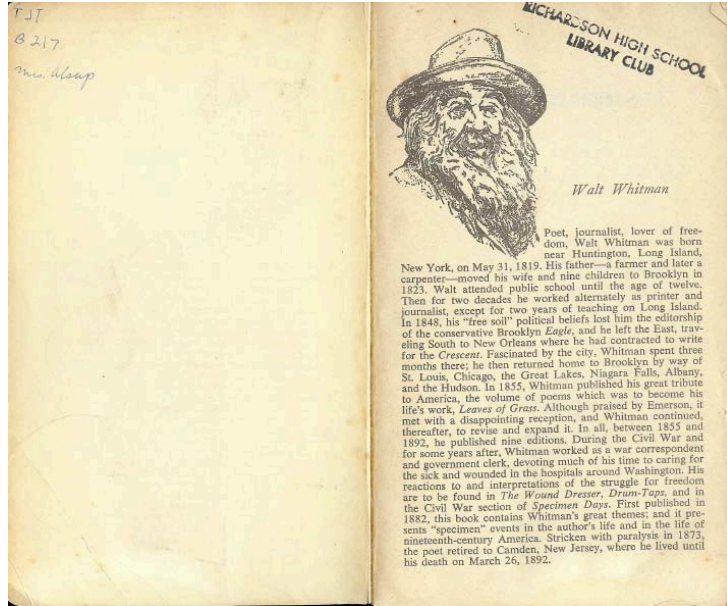 B 217
Mrs. Alsup
RICHARDSON HIGH SCHOOL
LIBRARY CLUB
Walt Whitman
Poet, journalist, lover of free-
dom, Walt Whitman was born
near Huntington, Long Island,
New York, on May 31, 1819. His father—a farmer and later a
carpenter—moved his wife and nine children to Brooklyn in
1823. Walt attended public school until the age of twelve.
Then for two decades he worked alternately as printer and
journalist, except for two years of teaching on Long Island.
In 1848, his "free soil" political beliefs lost him the editorship
of the conservative Brooklyn Eagle, and he left the East, trav-
eling South to New Orleans where he had contracted to write
for the Crescent. Fascinated by the city, Whitman spent three
months there; he then returned home to Brooklyn by way of
St. Louis, Chicago, the Great Lakes, Niagara Falls, Albany,
and the Hudson. In 1855, Whitman published his great tribute
to America, the volume of poems which was to become his
life's work, Leaves of Grass. Although praised by Emerson, it
met with a disappointing reception, and Whitman continued,
thereafter, to revise and expand it. In all, between 1855 and
1892, he published nine editions. During the Civil War and
for some years after, Whitman worked as a war correspondent
and government clerk, devoting much of his time to caring for
the sick and wounded in the hospitals around Washington. His
reactions to and interpretations of the struggle for freedom
are to be found in The Wound Dresser, Drum-Taps, and in
the Civil War section of Specimen Days. First published in
1882, this book contains Whitman's great themes; and it pre-
sents "specimen" events in the author's life and in the life of
nineteenth-century America. Stricken with paralysis in 1873,
the poet retired to Camden, New Jersey, where he lived until
his death on March 26, 1892.